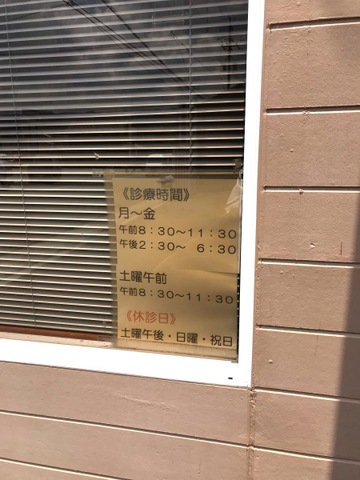 《診療時間》
月～金
午前8：30～11：30
午後2：30～ 6：30
土曜午前
午前8：30～11：30
《休診日》
土曜午後・日曜・祝日